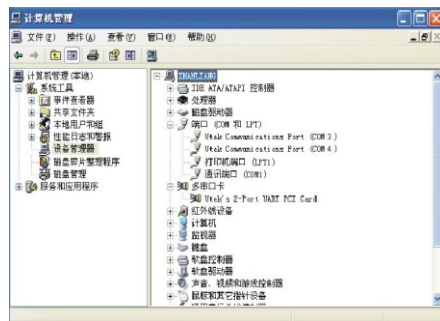 计算机管理
文件(F) 操作(A) 查看(V) 窗口(W) 帮助(H)
计算机管理(本地)
系统工具
事件查看器
共享文件夹
本地用户和组
性能日志和警报
设备管理器
磁盘碎片整理程序
磁盘管理
服务和应用程序
ZHANLIANG
IDE ATA/ATAPI 控制器
处理器
磁盘驱动器
端口 (COM 和 LPT)
Utek Communications Port (COM3)
Utek Communications Port (COM4)
打印机端口 (LPT1)
通讯端口 (COM1)
多串口卡
Utek's 2-Port UART PCI Card
红外线设备
计算机
监视器
键盘
软盘控制器
软盘驱动器
声音、视频和游戏控制器
鼠标和其它指针设备